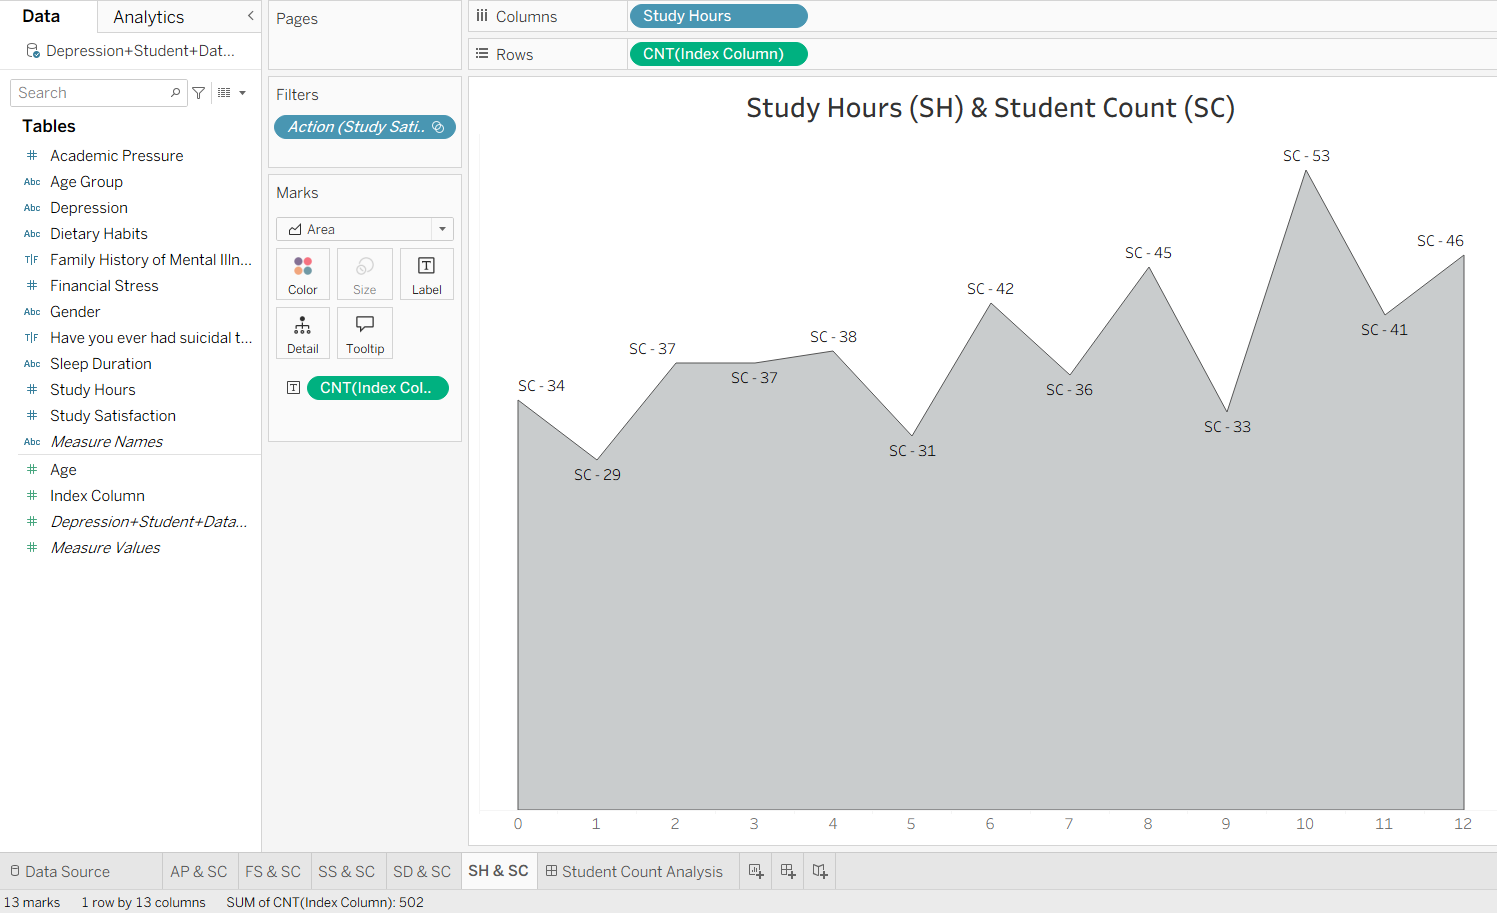 Data
Analytics
Depression+Student+Dat...
Search
Tables
Academic Pressure
Abc Age Group
Abc Depression
Abc Dietary Habits
T|F Family History of Mental Illn...
Financial Stress
Abc Gender
T|F Have you ever had suicidal t...
Abc Sleep Duration
Study Hours
Study Satisfaction
Abc Measure Names
Age
Index Column
Depression+Student+Data...
Measure Values
Pages
Filters
Action (Study Sati..
Marks
Area
Color Size T Label
Detail Tooltip
T CNT(Index Col..
iii Columns Study Hours
Rows CNT(Index Column)
Study Hours (SH) & Student Count (SC)
SC - 53
SC - 46
SC - 45
SC - 42
SC - 41
SC - 38
SC - 37
SC - 37
SC - 36
SC - 34
SC - 33
SC - 31
SC - 29
0 1 2 3 4 5 6 7 8 9 10 11 12
Data Source AP & SC FS & SC SS & SC SD & SC SH & SC Student Count Analysis
13 marks 1 row by 13 columns SUM of CNT(Index Column): 502